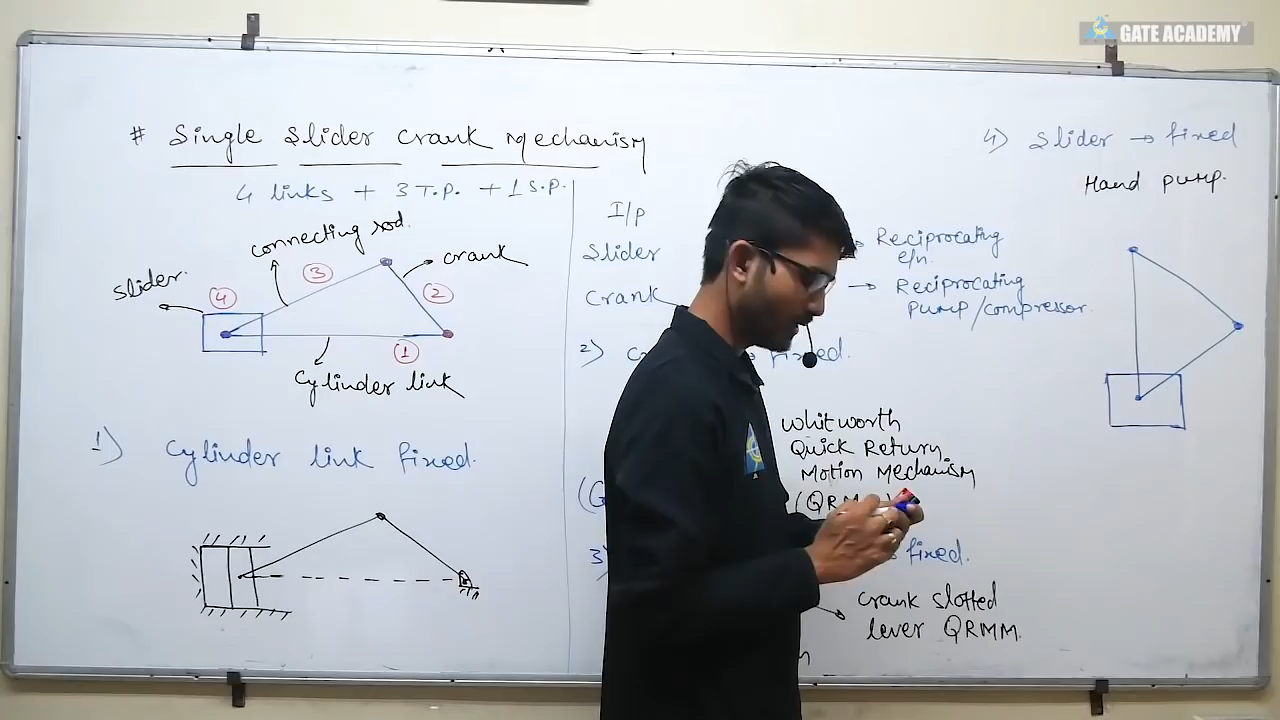 GATE ACADEMY
# Single Slider Crank Mechanism
4 links + 3 T.P. + 1 S.P.
connecting rod.
crank
slider.
4
3
2
1
cylinder link
1) Cylinder link fixed.
I/p
Slider
Reciprocating
e/n.
Crank → Reciprocating
pump/compressor.
2)
fixed.
Whitworth
Quick Return
Motion Mechanism
3)
fixed.
crank slotted
lever QRMM.
4) Slider → fixed
Hand pump.